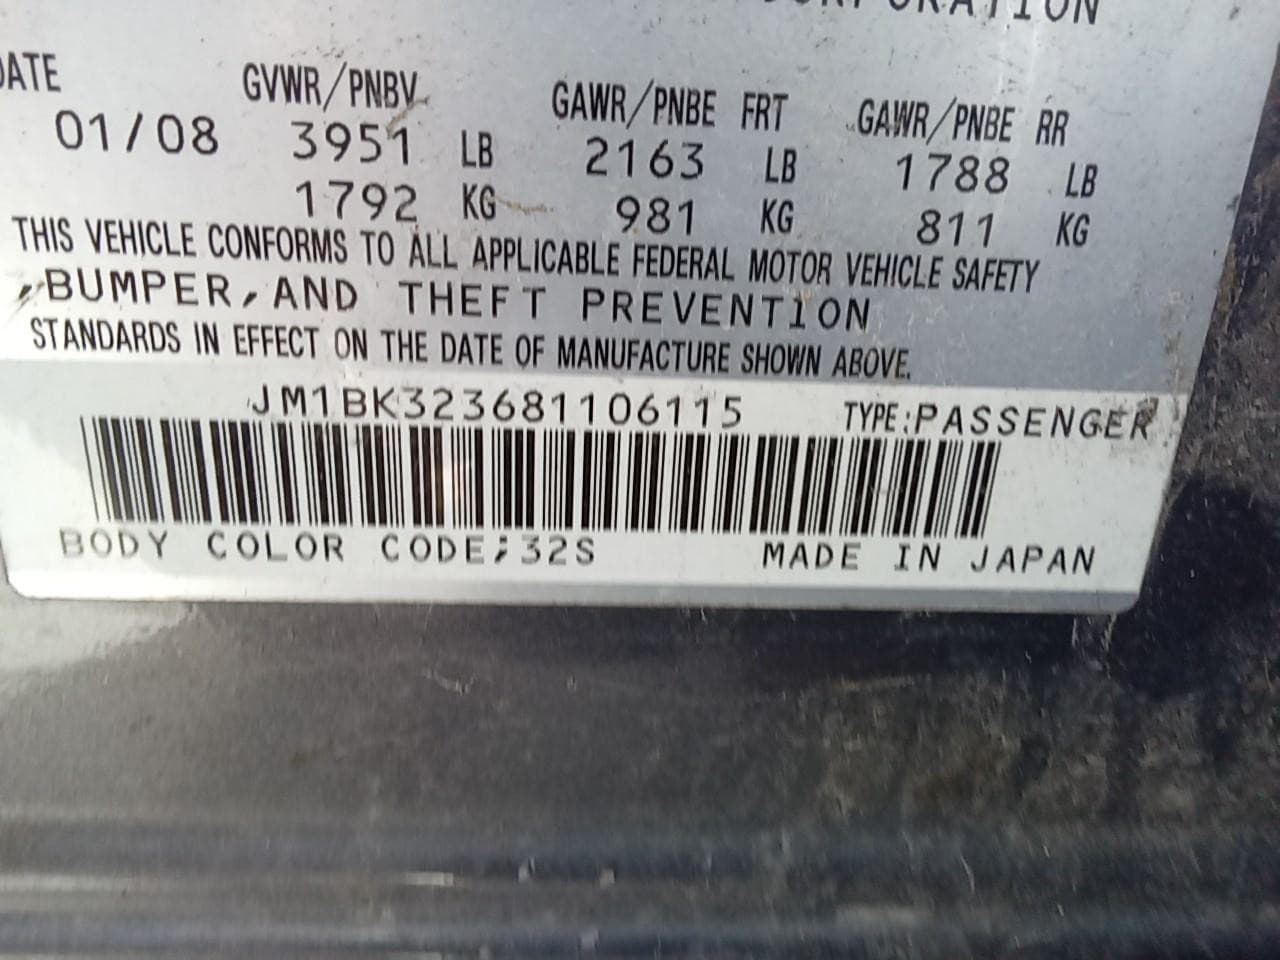 CORPORATION
DATE GVWR/PNBV GAWR/PNBE FRT GAWR/PNBE RR
01/08 3951 LB 2163 LB 1788 LB
1792 KG 981 KG 811 KG
THIS VEHICLE CONFORMS TO ALL APPLICABLE FEDERAL MOTOR VEHICLE SAFETY
,BUMPER,AND THEFT PREVENTION
STANDARDS IN EFFECT ON THE DATE OF MANUFACTURE SHOWN ABOVE.
JM1BK323681106115 TYPE:PASSENGER
BODY COLOR CODE;32S MADE IN JAPAN